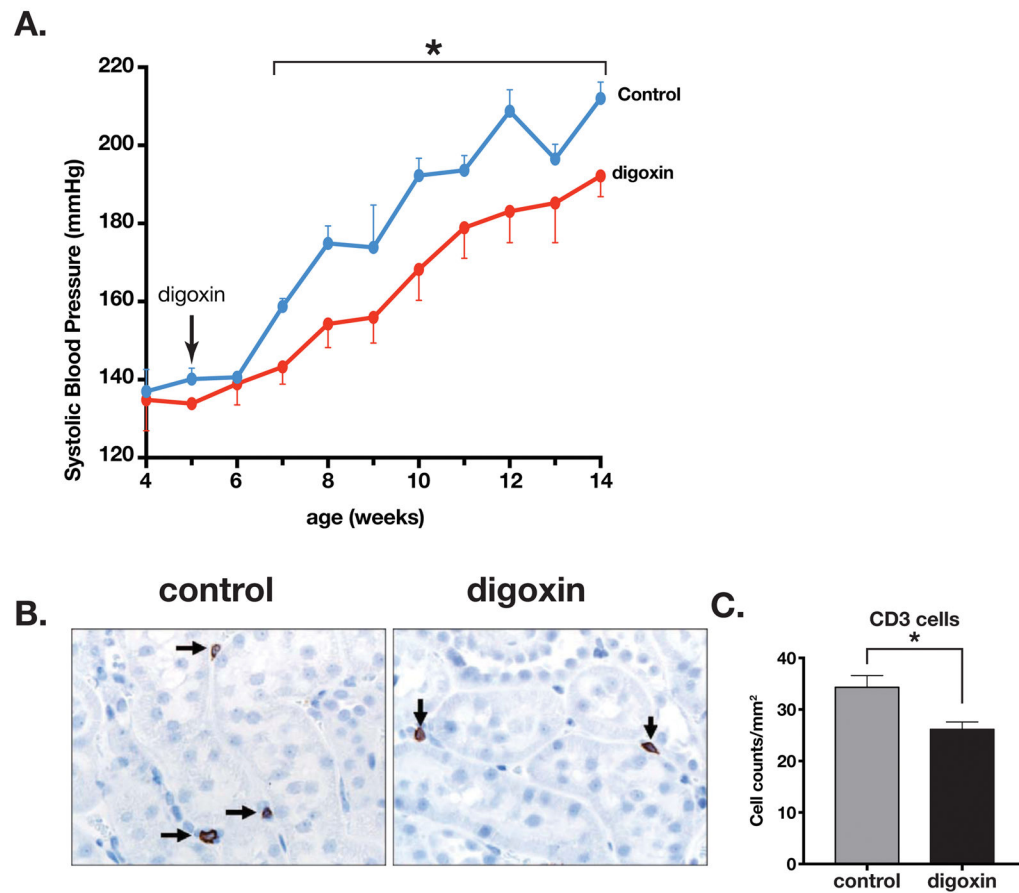 A.
*
220
200
180
160
140
120
Systolic Blood Pressure (mmHg)
Control
digoxin
digoxin
4
6
8
10
12
14
age (weeks)
B.
control
digoxin
C.
CD3 cells
*
40
30
20
10
0
Cell counts/mm²
control
digoxin